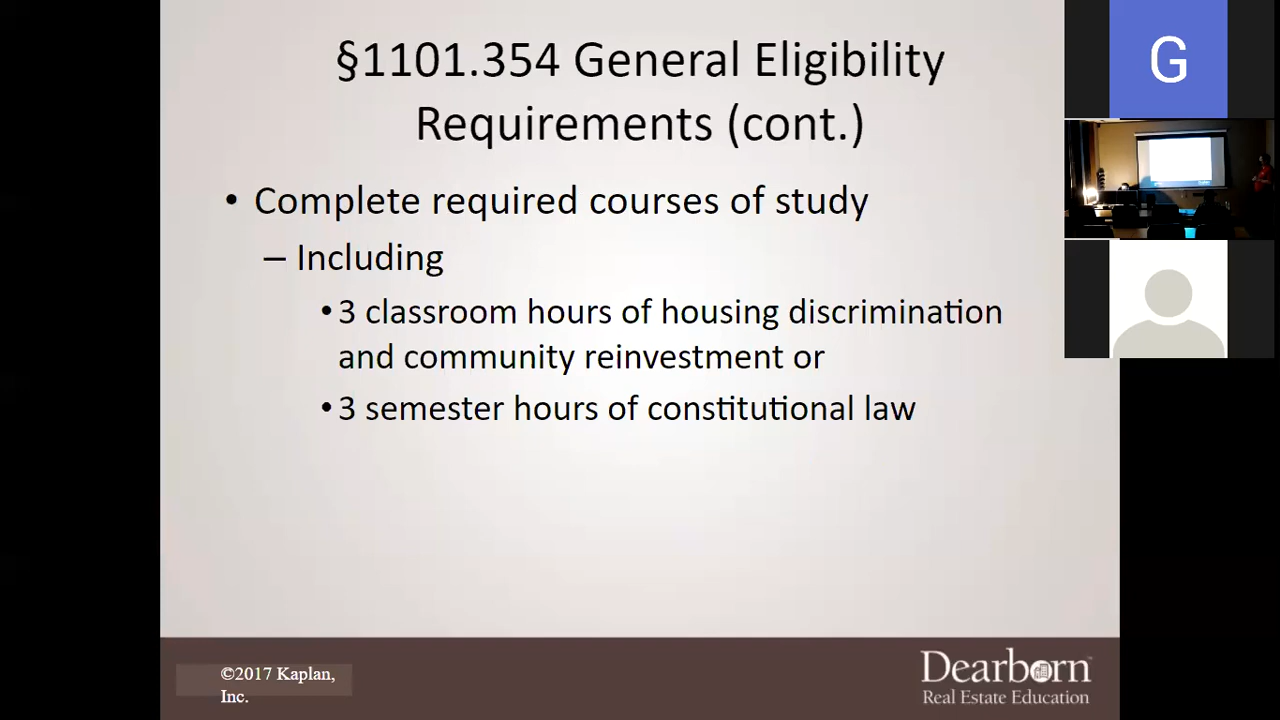 §1101.354 General Eligibility
Requirements (cont.)
• Complete required courses of study
– Including
• 3 classroom hours of housing discrimination
and community reinvestment or
• 3 semester hours of constitutional law
©2017 Kaplan,
Inc.
Dearborn™
Real Estate Education
G